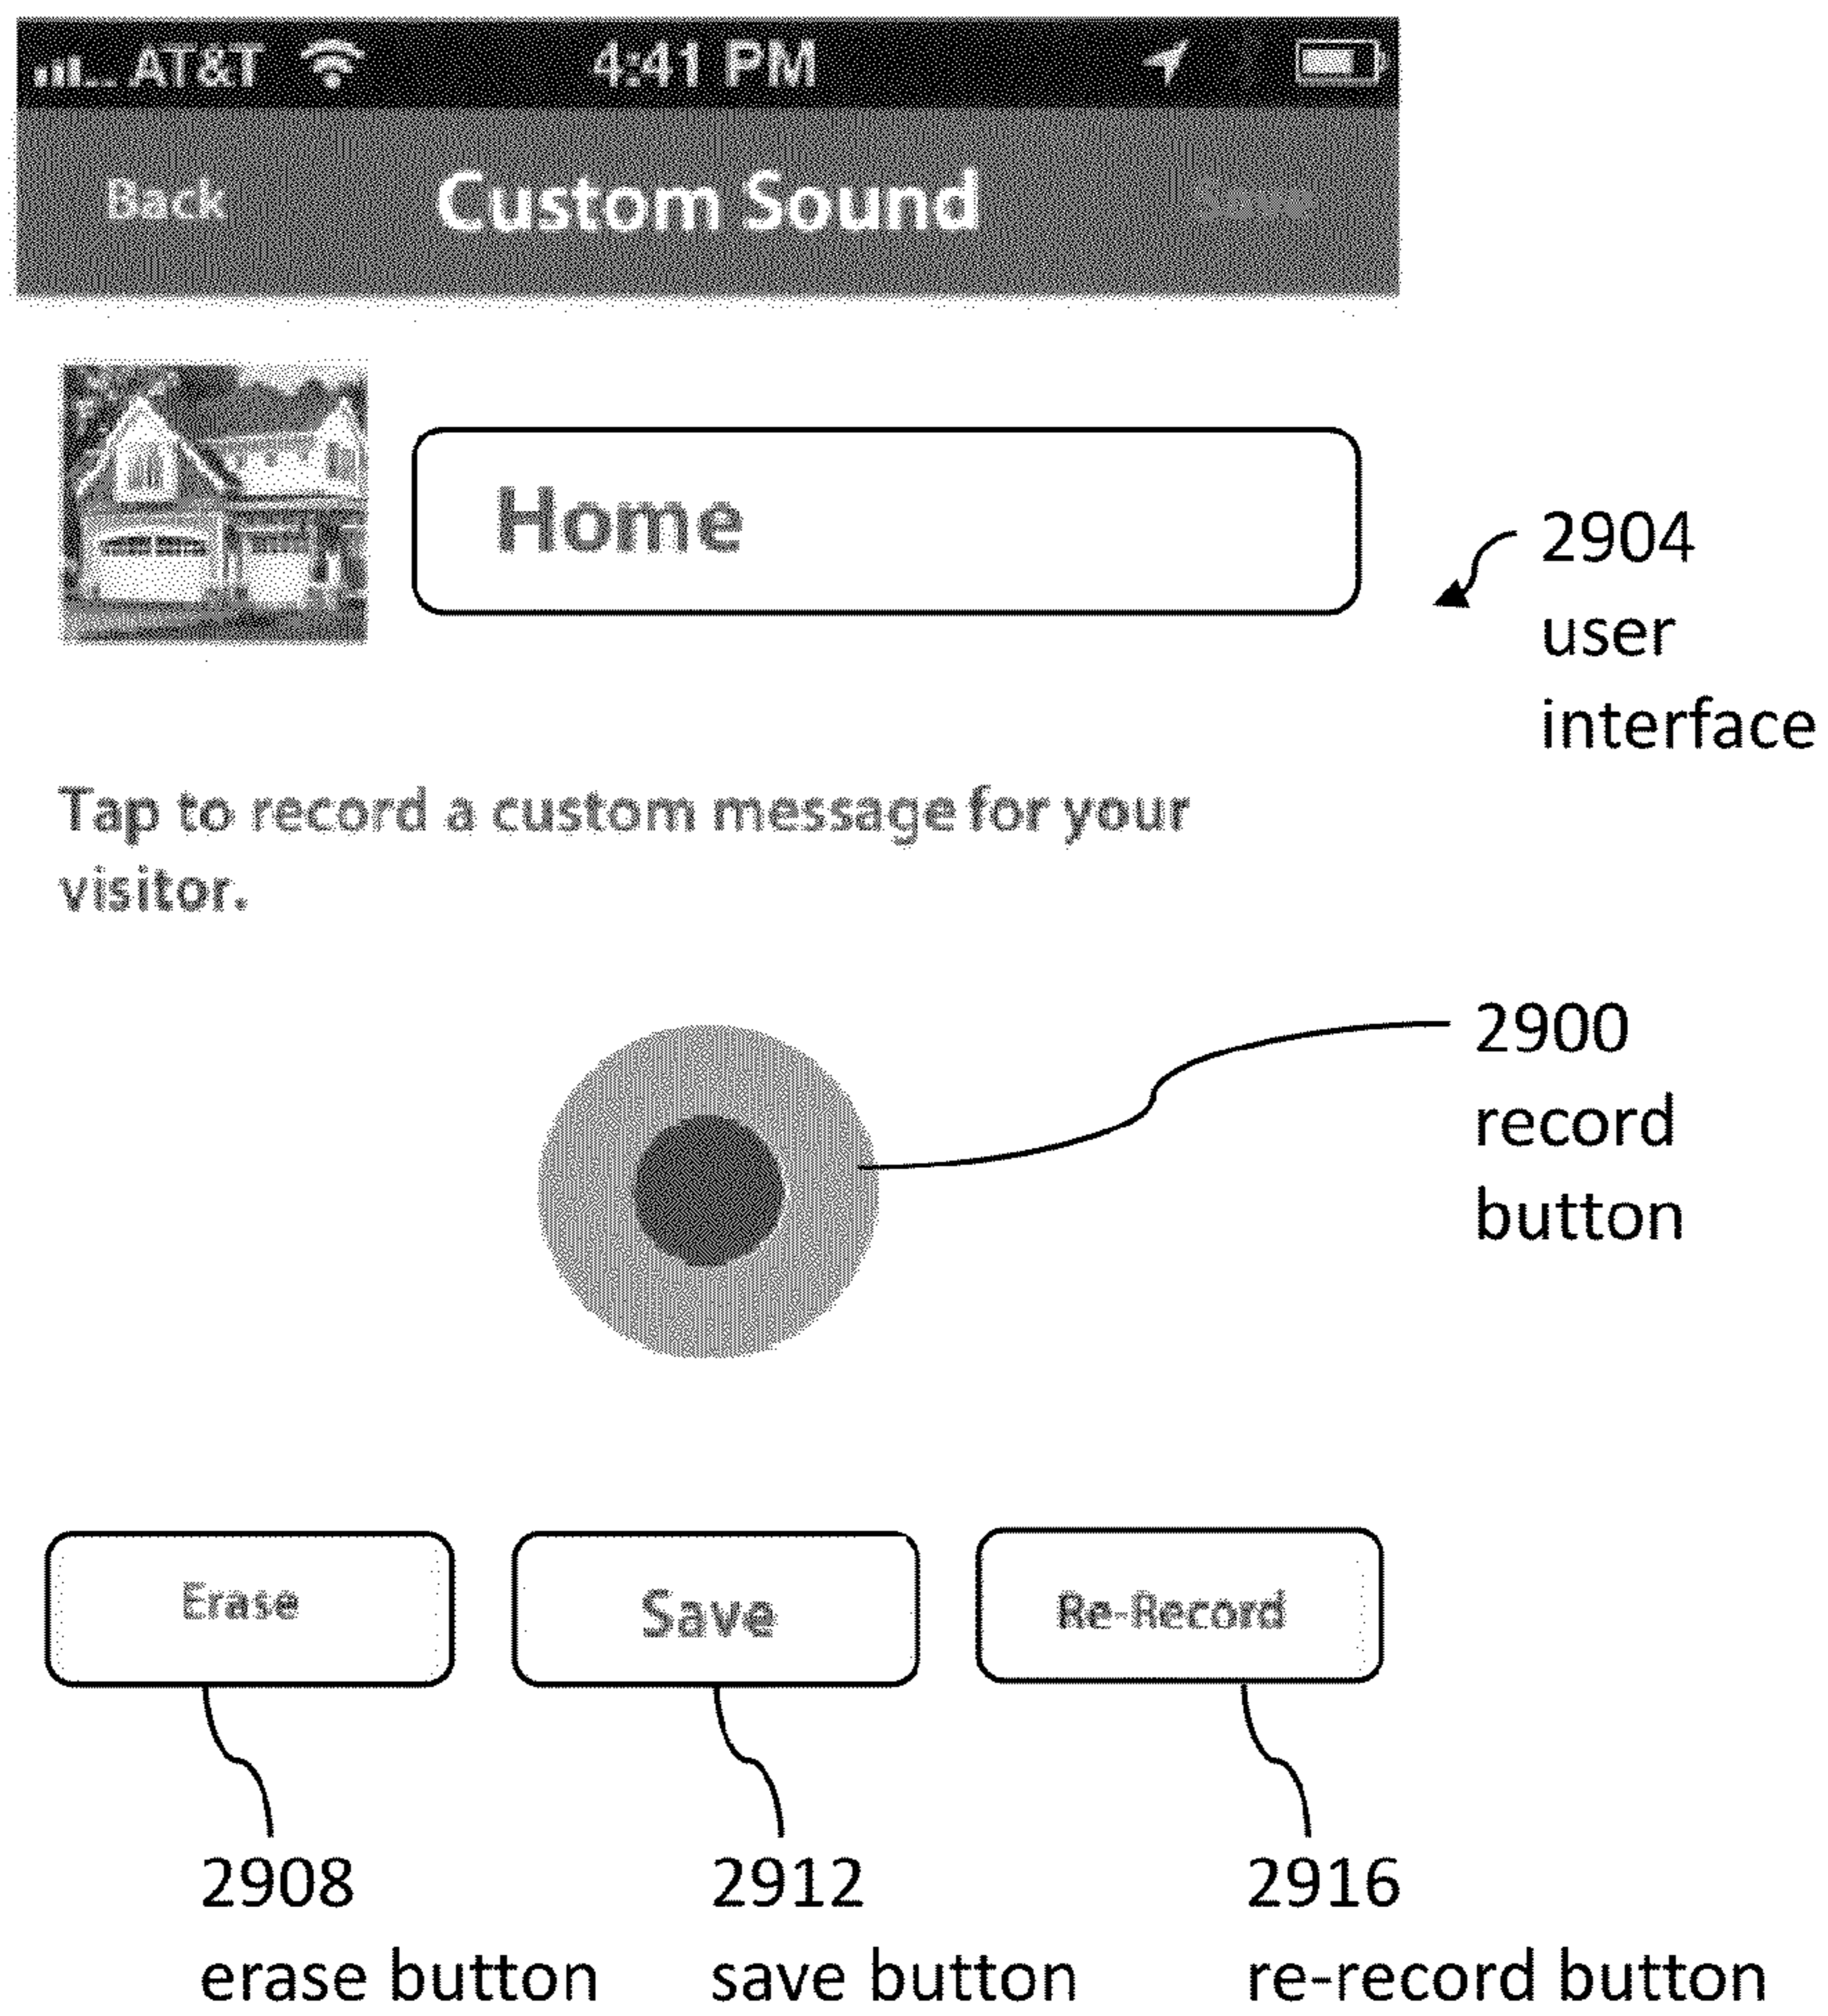 AT&T 4:41 PM
Back Custom Sound Save
Home
2904
user
interface
Tap to record a custom message for your
visitor.
2900
record
button
Erase Save Re-Record
2908 2912 2916
erase button save button re-record button